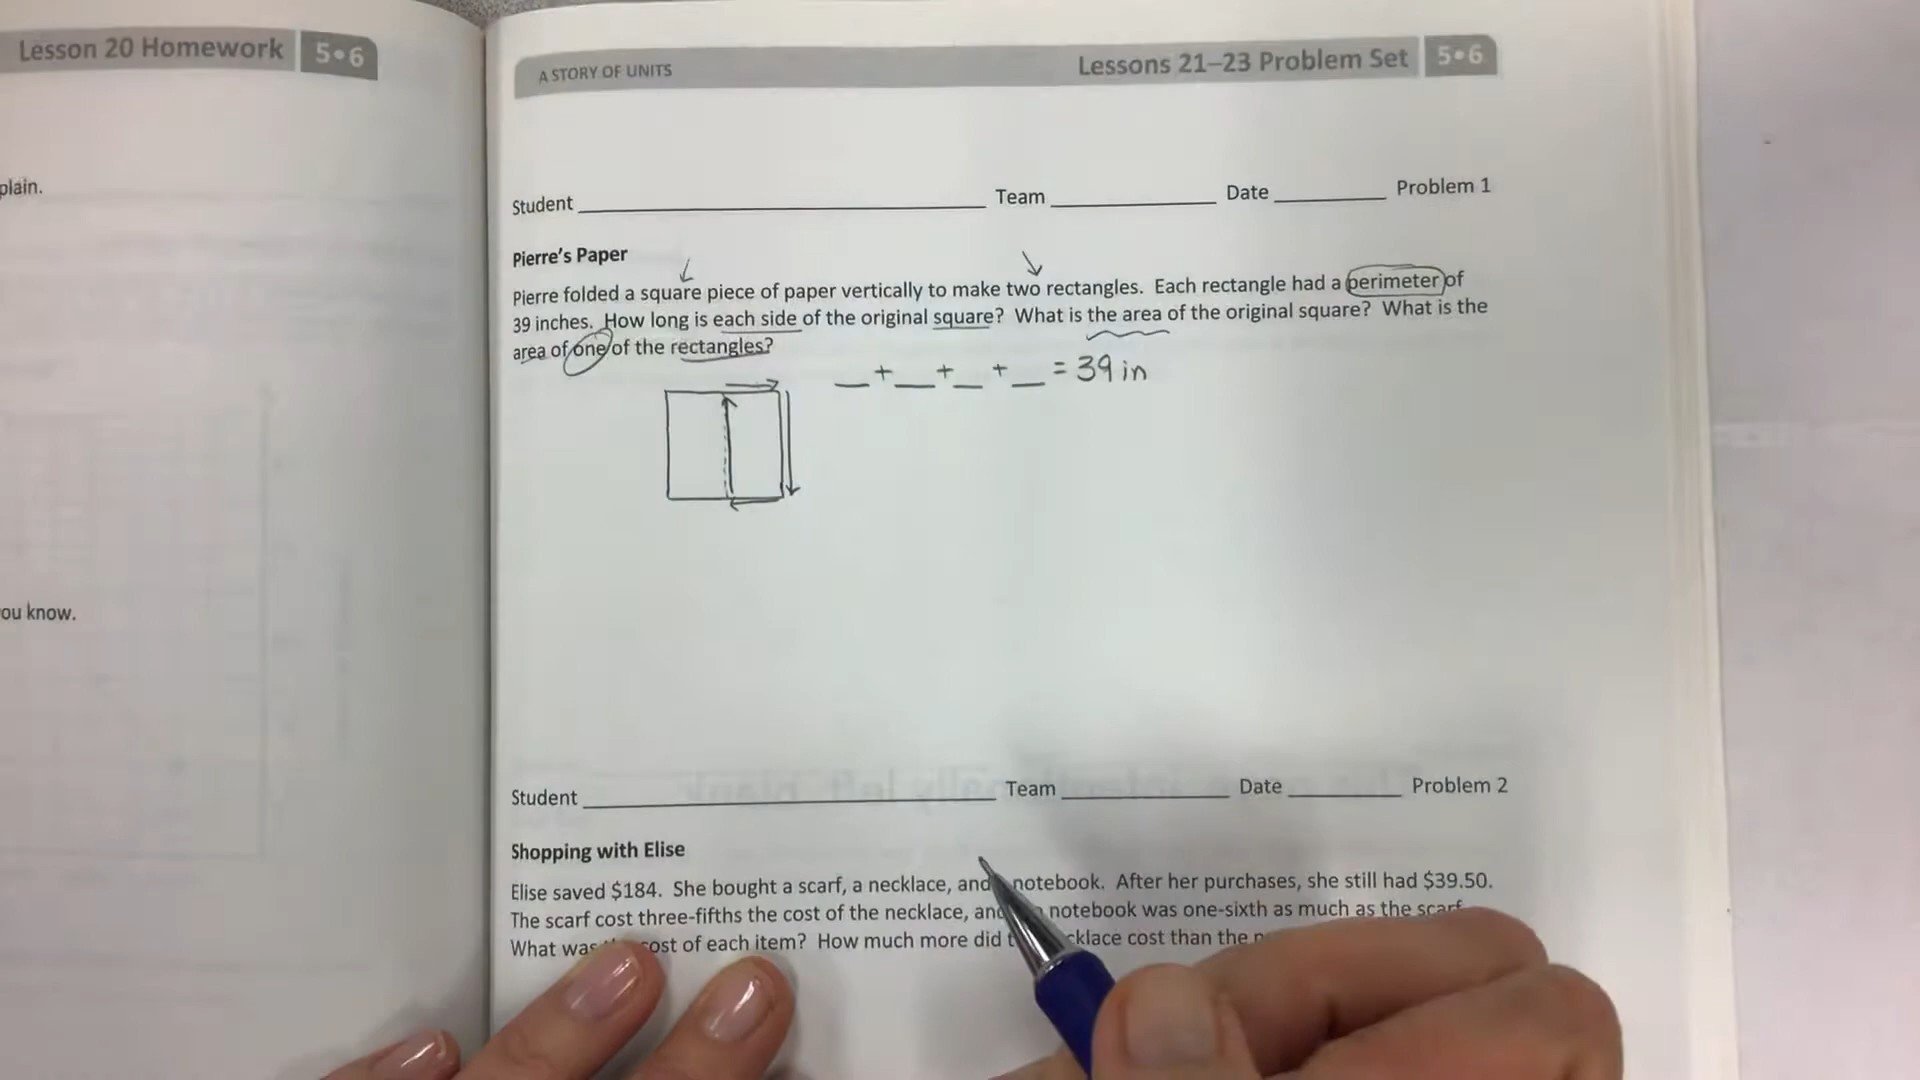 Lesson 20 Homework 5•6
plain.
ou know.
A STORY OF UNITS Lessons 21–23 Problem Set 5•6
Student Team Date Problem 1
Pierre's Paper
Pierre folded a square piece of paper vertically to make two rectangles. Each rectangle had a perimeter of
39 inches. How long is each side of the original square? What is the area of the original square? What is the
area of one of the rectangles?
__ + __ + __ + __ = 39 in
Student Team Date Problem 2
Shopping with Elise
Elise saved $184. She bought a scarf, a necklace, and notebook. After her purchases, she still had $39.50.
The scarf cost three-fifths the cost of the necklace, and notebook was one-sixth as much as the scarf
What was cost of each item? How much more did cklace cost than the